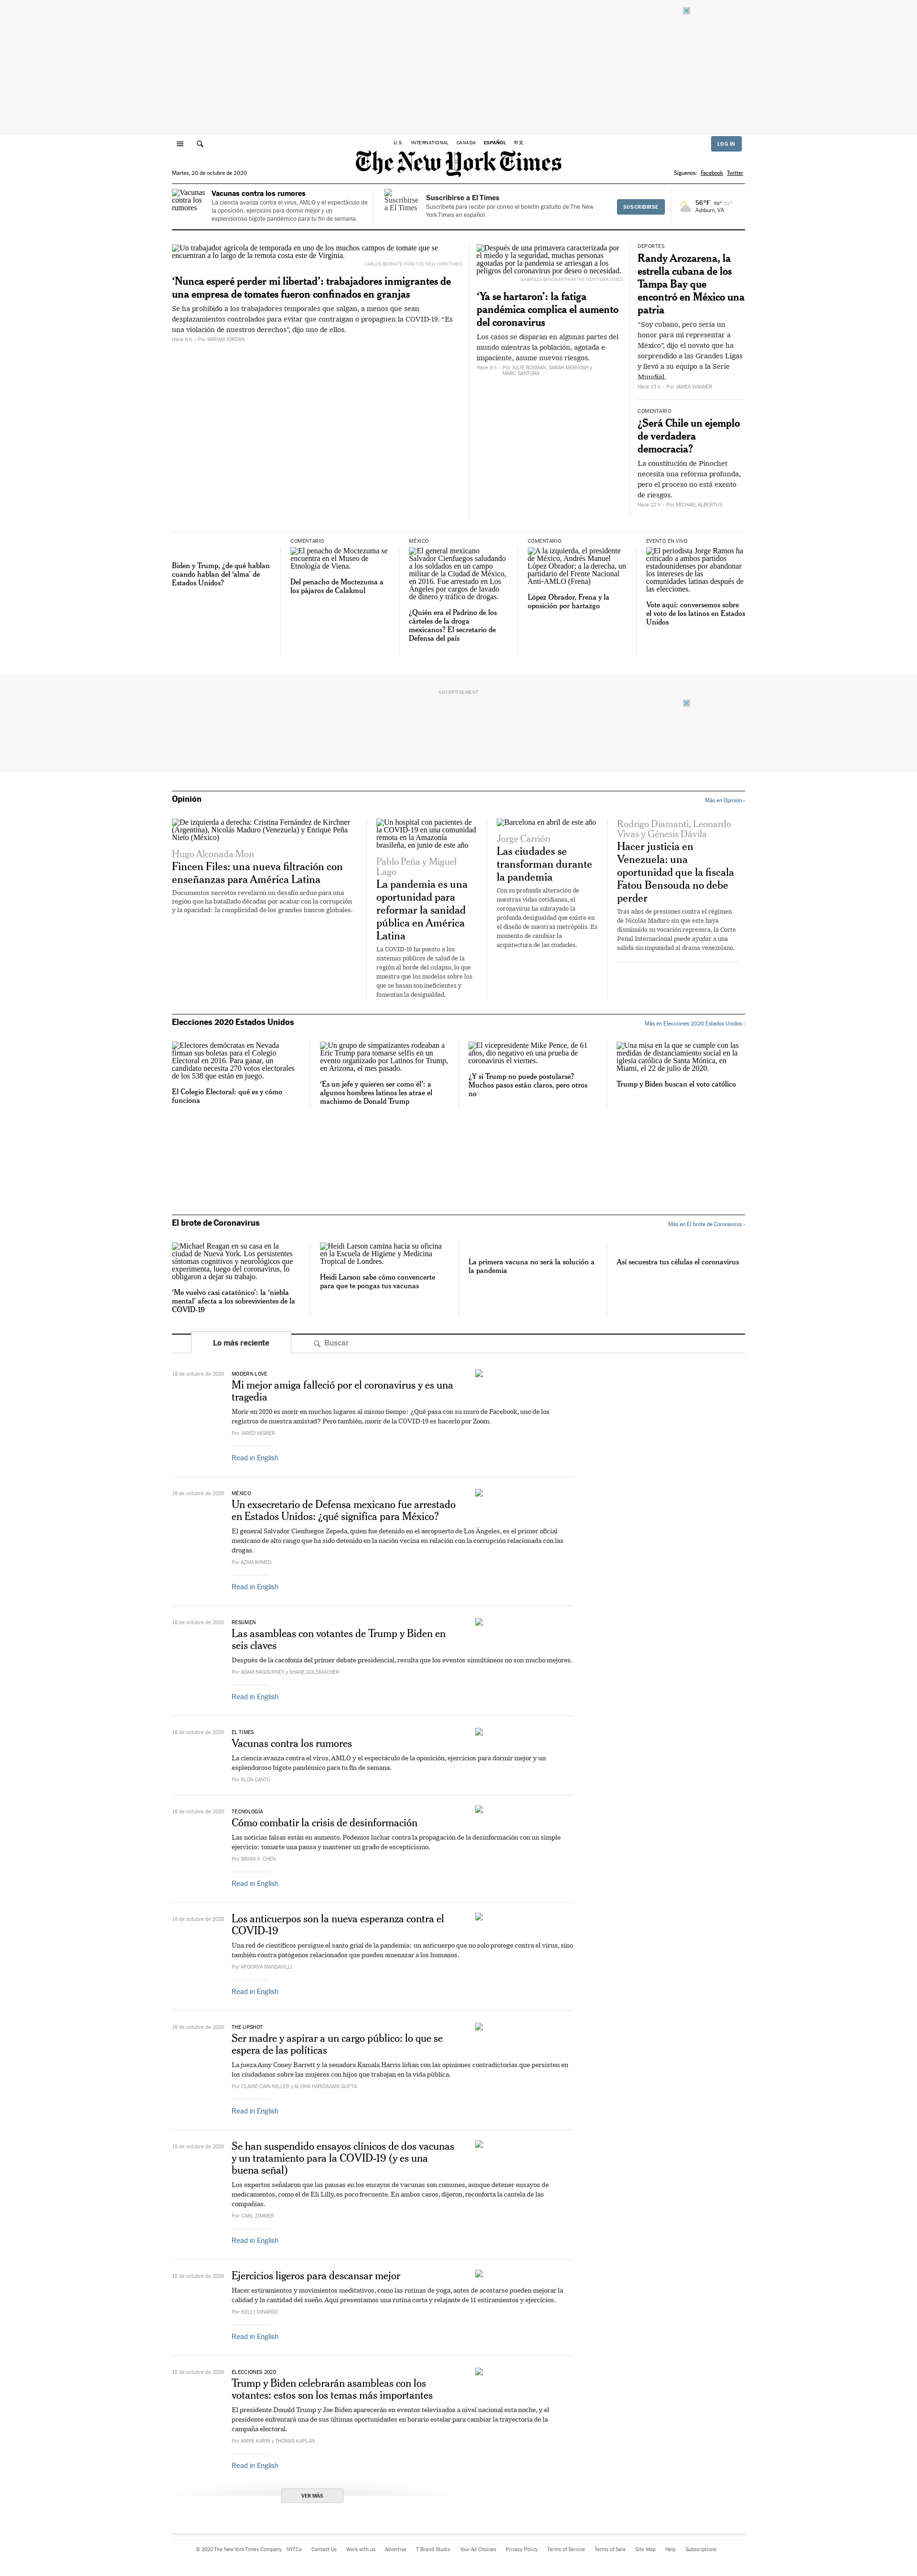 U.S.
INTERNATIONAL
CANADA
ESPAÑOL
中文
LOG IN
The New York Times
Martes, 20 de octubre de 2020
Síguenos:
Facebook
Twitter
Vacunas contra los rumores
Vacunas contra los rumores
La ciencia avanza contra el virus, AMLO y el espectáculo de
la oposición, ejercicios para dormir mejor y un
esplendoroso bigote pandémico para tu fin de semana.
Suscribirse a El Times
Suscribirse a El Times
Suscríbete para recibir por correo el boletín gratuito de The New
York Times en español.
SUSCRIBIRSE
56°F 69° 51°
Ashburn, VA
Un trabajador agrícola de temporada en uno de los muchos campos de tomate que se
encuentran a lo largo de la remota costa este de Virginia.
CARLOS BERNATE PARA THE NEW YORK TIMES
‘Nunca esperé perder mi libertad’: trabajadores inmigrantes de
una empresa de tomates fueron confinados en granjas
Se ha prohibido a los trabajadores temporales que salgan, a menos que sean
desplazamientos controlados para evitar que contraigan o propaguen la COVID-19. “Es
una violación de nuestros derechos”, dijo uno de ellos.
Hace 6 h - Por MIRIAM JORDAN
Después de una primavera caracterizada por
el miedo y la seguridad, muchas personas
agotadas por la pandemia se arriesgan a los
peligros del coronavirus por deseo o necesidad.
GABRIELA BHASKAR PARA THE NEW YORK TIMES
‘Ya se hartaron’: la fatiga
pandémica complica el aumento
del coronavirus
Los casos se disparan en algunas partes del
mundo mientras la población, agotada e
impaciente, asume nuevos riesgos.
Hace 9 h - Por JULIE BOSMAN, SARAH MERVOSH y
MARC SANTORA
DEPORTES
Randy Arozarena, la
estrella cubana de los
Tampa Bay que
encontró en México una
patria
“Soy cubano, pero sería un
honor para mí representar a
México”, dijo el novato que ha
sorprendido a las Grandes Ligas
y llevó a su equipo a la Serie
Mundial.
Hace 13 h - Por JAMES WAGNER
COMENTARIO
¿Será Chile un ejemplo
de verdadera
democracia?
La constitución de Pinochet
necesita una reforma profunda,
pero el proceso no está exento
de riesgos.
Hace 22 h - Por MICHAEL ALBERTUS
Biden y Trump, ¿de qué hablan
cuando hablan del ‘alma’ de
Estados Unidos?
COMENTARIO
El penacho de Moctezuma se
encuentra en el Museo de
Etnología de Viena.
Del penacho de Moctezuma a
los pájaros de Calakmul
MÉXICO
El general mexicano
Salvador Cienfuegos saludando
a los soldados en un campo
militar de la Ciudad de México,
en 2016. Fue arrestado en Los
Ángeles por cargos de lavado
de dinero y tráfico de drogas.
¿Quién era el Padrino de los
cárteles de la droga
mexicanos? El secretario de
Defensa del país
COMENTARIO
A la izquierda, el presidente
de México, Andrés Manuel
López Obrador; a la derecha, un
partidario del Frente Nacional
Anti-AMLO (Frena)
López Obrador, Frena y la
oposición por hartazgo
EVENTO EN VIVO
El periodista Jorge Ramos ha
criticado a ambos partidos
estadounidenses por abandonar
los intereses de las
comunidades latinas después de
las elecciones.
Vote aquí: conversemos sobre
el voto de los latinos en Estados
Unidos
ADVERTISEMENT
Opinión
Más en Opinión ›
De izquierda a derecha: Cristina Fernández de Kirchner
(Argentina), Nicolás Maduro (Venezuela) y Enrique Peña
Nieto (México)
Hugo Alconada Mon
Fincen Files: una nueva filtración con
enseñanzas para América Latina
Documentos secretos revelaron un desafío arduo para una
región que ha batallado décadas por acabar con la corrupción
y la opacidad: la complicidad de los grandes bancos globales.
Un hospital con pacientes de
la COVID-19 en una comunidad
remota en la Amazonía
brasileña, en junio de este año
Pablo Peña y Miguel
Lago
La pandemia es una
oportunidad para
reformar la sanidad
pública en América
Latina
La COVID-19 ha puesto a los
sistemas públicos de salud de la
región al borde del colapso, lo que
muestra que los modelos sobre los
que se basan son ineficientes y
fomentan la desigualdad.
Barcelona en abril de este año
Jorge Carrión
Las ciudades se
transforman durante
la pandemia
Con su profunda alteración de
nuestras vidas cotidianas, el
coronavirus ha subrayado la
profunda desigualdad que existe en
el diseño de nuestras metrópolis. Es
momento de cambiar la
arquitectura de las ciudades.
Rodrigo Diamanti, Leonardo
Vivas y Génesis Dávila
Hacer justicia en
Venezuela: una
oportunidad que la fiscala
Fatou Bensouda no debe
perder
Tras años de presiones contra el régimen
de Nicolás Maduro sin que este haya
disminuido su vocación represora, la Corte
Penal Internacional puede ayudar a una
salida sin impunidad al drama venezolano.
Elecciones 2020 Estados Unidos
Más en Elecciones 2020 Estados Unidos ›
Electores demócratas en Nevada
firman sus boletas para el Colegio
Electoral en 2016. Para ganar, un
candidato necesita 270 votos electorales
de los 538 que están en juego.
El Colegio Electoral: qué es y cómo
funciona
Un grupo de simpatizantes rodeaban a
Eric Trump para tomarse selfis en un
evento organizado por Latinos for Trump,
en Arizona, el mes pasado.
‘Es un jefe y quieren ser como él’: a
algunos hombres latinos les atrae el
machismo de Donald Trump
El vicepresidente Mike Pence, de 61
años, dio negativo en una prueba de
coronavirus el viernes.
¿Y si Trump no puede postularse?
Muchos pasos están claros, pero otros
no
Una misa en la que se cumple con las
medidas de distanciamiento social en la
iglesia católica de Santa Mónica, en
Miami, el 22 de julio de 2020.
Trump y Biden buscan el voto católico
El brote de Coronavirus
Más en El brote de Coronavirus ›
Michael Reagan en su casa en la
ciudad de Nueva York. Los persistentes
síntomas cognitivos y neurológicos que
experimenta, luego del coronavirus, lo
obligaron a dejar su trabajo.
‘Me vuelvo casi catatónico’: la ‘niebla
mental’ afecta a los sobrevivientes de la
COVID-19
Heidi Larson camina hacia su oficina
en la Escuela de Higiene y Medicina
Tropical de Londres.
Heidi Larson sabe cómo convencerte
para que te pongas tus vacunas
La primera vacuna no será la solución a
la pandemia
Así secuestra tus células el coronavirus
Lo más reciente
Buscar
18 de octubre de 2020
MODERN LOVE
Mi mejor amiga falleció por el coronavirus y es una
tragedia
Morir en 2020 es morir en muchos lugares al mismo tiempo: ¿Qué pasa con su muro de Facebook, uno de los
registros de nuestra amistad? Pero también, morir de la COVID-19 es hacerlo por Zoom.
Por JARED MISNER
Read in English
16 de octubre de 2020
MÉXICO
Un exsecretario de Defensa mexicano fue arrestado
en Estados Unidos: ¿qué significa para México?
El general Salvador Cienfuegos Zepeda, quien fue detenido en el aeropuerto de Los Ángeles, es el primer oficial
mexicano de alto rango que ha sido detenido en la nación vecina en relación con la corrupción relacionada con las
drogas.
Por AZAM AHMED
Read in English
16 de octubre de 2020
RESUMEN
Las asambleas con votantes de Trump y Biden en
seis claves
Después de la cacofonía del primer debate presidencial, resulta que los eventos simultáneos no son mucho mejores.
Por ADAM NAGOURNEY y SHANE GOLDMACHER
Read in English
16 de octubre de 2020
EL TIMES
Vacunas contra los rumores
La ciencia avanza contra el virus, AMLO y el espectáculo de la oposición, ejercicios para dormir mejor y un
esplendoroso bigote pandémico para tu fin de semana.
Por ELDA CANTÚ
16 de octubre de 2020
TECNOLOGÍA
Cómo combatir la crisis de desinformación
Las noticias falsas están en aumento. Podemos luchar contra la propagación de la desinformación con un simple
ejercicio: tomarte una pausa y mantener un grado de escepticismo.
Por BRIAN X. CHEN
Read in English
16 de octubre de 2020
Los anticuerpos son la nueva esperanza contra el
COVID-19
Una red de científicos persigue el santo grial de la pandemia: un anticuerpo que no solo protege contra el virus, sino
también contra patógenos relacionados que pueden amenazar a los humanos.
Por APOORVA MANDAVILLI
Read in English
16 de octubre de 2020
THE UPSHOT
Ser madre y aspirar a un cargo público: lo que se
espera de las políticas
La jueza Amy Coney Barrett y la senadora Kamala Harris lidian con las opiniones contradictorias que persisten en
los ciudadanos sobre las mujeres con hijos que trabajan en la vida pública.
Por CLAIRE CAIN MILLER y ALISHA HARIDASANI GUPTA
Read in English
15 de octubre de 2020
Se han suspendido ensayos clínicos de dos vacunas
y un tratamiento para la COVID-19 (y es una
buena señal)
Los expertos señalaron que las pausas en los ensayos de vacunas son comunes, aunque detener ensayos de
medicamentos, como el de Eli Lilly, es poco frecuente. En ambos casos, dijeron, reconforta la cautela de las
compañías.
Por CARL ZIMMER
Read in English
15 de octubre de 2020
Ejercicios ligeros para descansar mejor
Hacer estiramientos y movimientos meditativos, como las rutinas de yoga, antes de acostarse pueden mejorar la
calidad y la cantidad del sueño. Aquí presentamos una rutina corta y relajante de 11 estiramientos y ejercicios.
Por KELLY DINARDO
Read in English
15 de octubre de 2020
ELECCIONES 2020
Trump y Biden celebrarán asambleas con los
votantes: estos son los temas más importantes
El presidente Donald Trump y Joe Biden aparecerán en eventos televisados a nivel nacional esta noche, y el
presidente enfrentará una de sus últimas oportunidades en horario estelar para cambiar la trayectoria de la
campaña electoral.
Por ANNIE KARNI y THOMAS KAPLAN
Read in English
VER MÁS
© 2020 The New York Times Company
NYTCo
Contact Us
Work with us
Advertise
T Brand Studio
Your Ad Choices
Privacy Policy
Terms of Service
Terms of Sale
Site Map
Help
Subscriptions